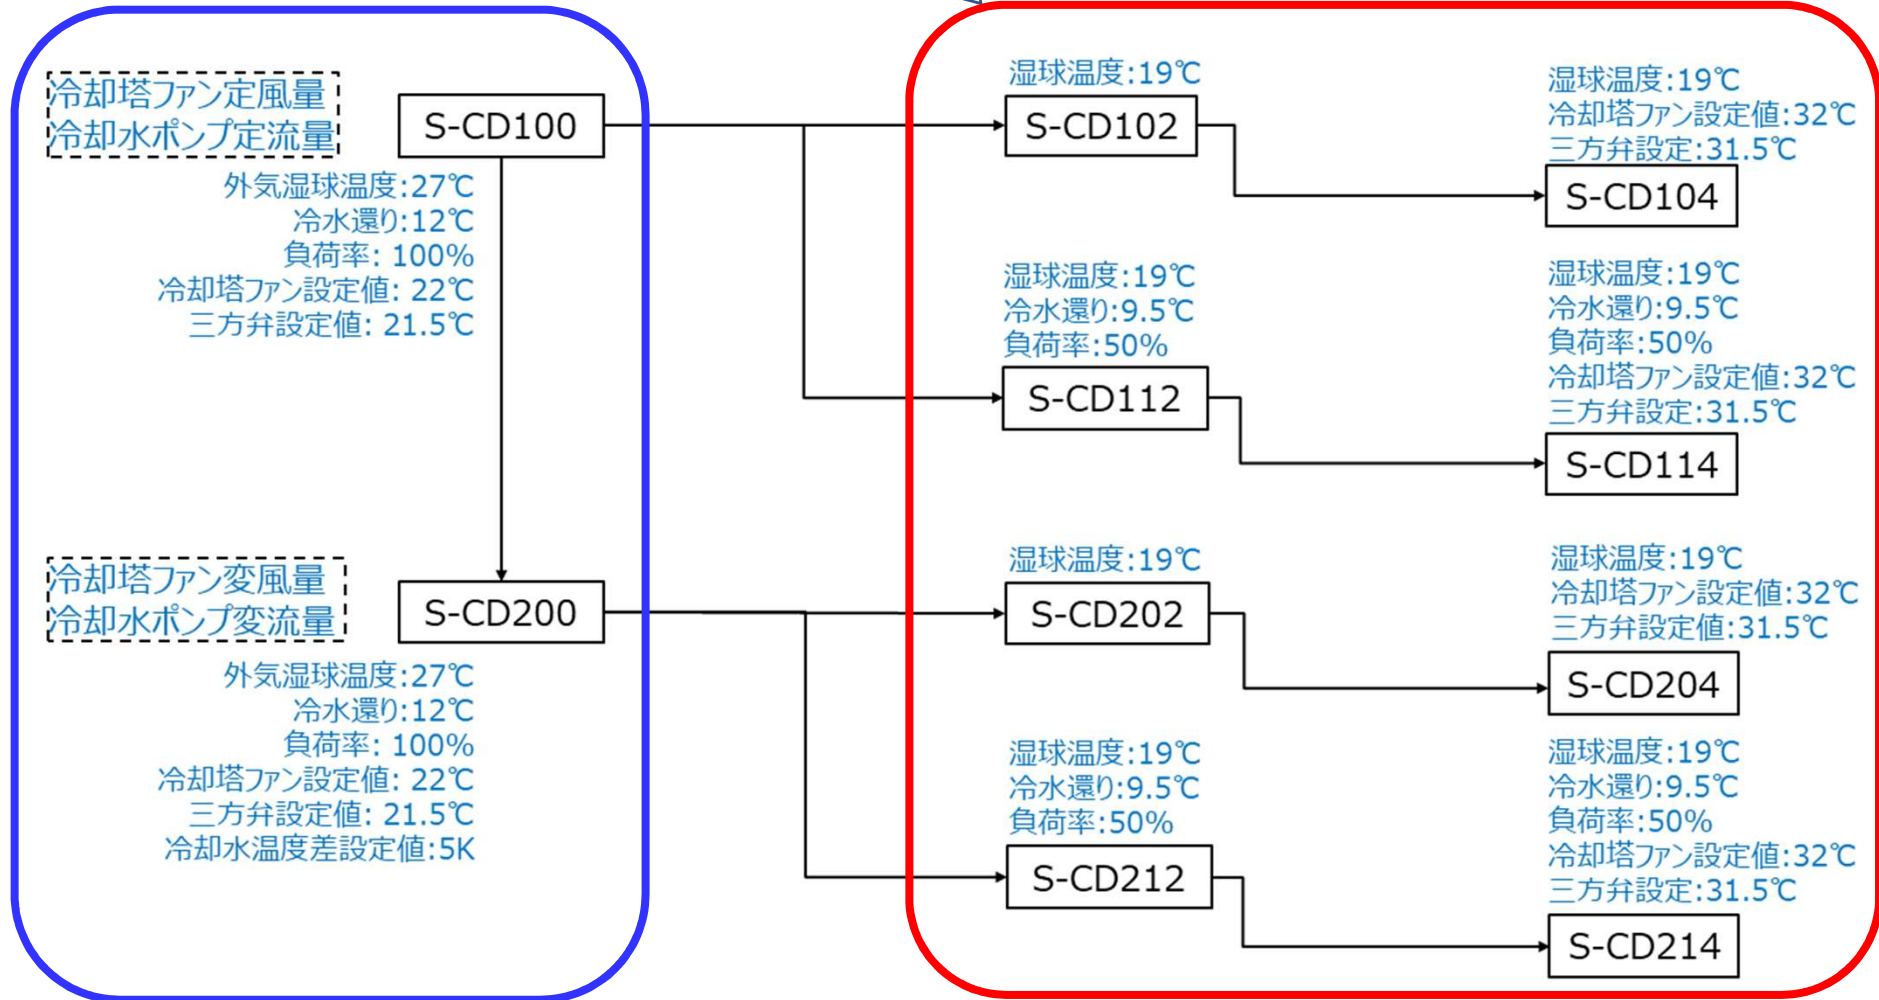 冷却塔ファン定風量
冷却水ポンプ定流量
S-CD100
外気湿球温度:27℃
冷水還り:12℃
負荷率: 100%
冷却塔ファン設定値: 22℃
三方弁設定値: 21.5℃
湿球温度:19℃
S-CD102
湿球温度:19℃
冷却塔ファン設定値:32℃
三方弁設定:31.5℃
S-CD104
湿球温度:19℃
冷水還り:9.5℃
負荷率:50%
S-CD112
湿球温度:19℃
冷水還り:9.5℃
負荷率:50%
冷却塔ファン設定値:32℃
三方弁設定:31.5℃
S-CD114
冷却塔ファン変風量
冷却水ポンプ変流量
S-CD200
外気湿球温度:27℃
冷水還り:12℃
負荷率: 100%
冷却塔ファン設定値: 22℃
三方弁設定値: 21.5℃
冷却水温度差設定値:5K
湿球温度:19℃
S-CD202
湿球温度:19℃
冷却塔ファン設定値:32℃
三方弁設定値:31.5℃
S-CD204
湿球温度:19℃
冷水還り:9.5℃
負荷率:50%
S-CD212
湿球温度:19℃
冷水還り:9.5℃
負荷率:50%
冷却塔ファン設定値:32℃
三方弁設定:31.5℃
S-CD214